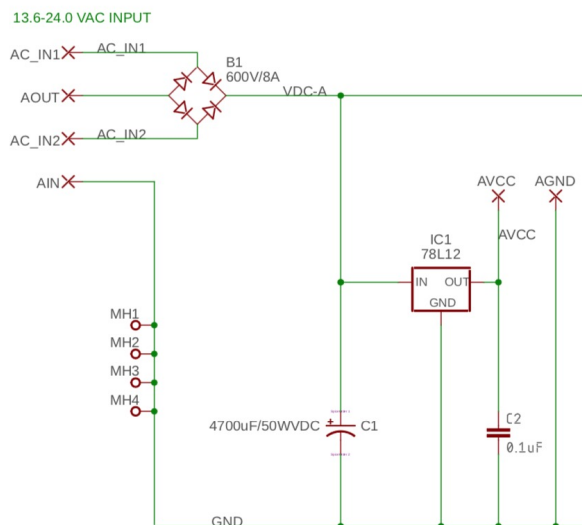 13.6-24.0 VAC INPUT
AC_IN1
AC_IN1
B1
600V/8A
AOUT
VDC-A
AC_IN2
AC_IN2
AIN
AVCC
AGND
AVCC
IC1
78L12
IN
OUT
GND
MH1
MH2
MH3
MH4
4700uF/50WVDC
+
C1
C2
0.1uF
GND